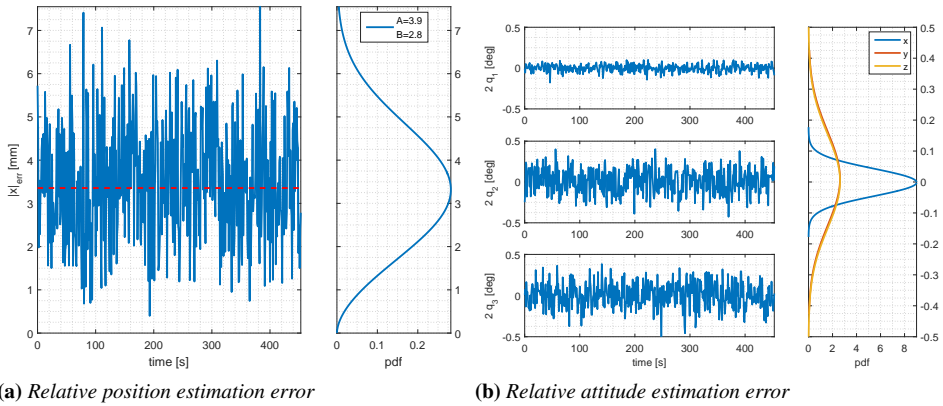 7
6
5
4
3
2
1
0
|x|err [mm]
0 100 200 300 400
time [s]
A=3.9
B=2.8
7
6
5
4
3
2
1
0
0 0.1 0.2
pdf
0.5
0
-0.5
2 q1 [deg]
0 100 200 300 400
0.5
0
-0.5
2 q2 [deg]
0 100 200 300 400
0.5
0
-0.5
2 q3 [deg]
0 100 200 300 400
time [s]
x
y
z
0.5
0.4
0.3
0.2
0.1
0
-0.1
-0.2
-0.3
-0.4
-0.5
0 2 4 6 8
pdf
(a) Relative position estimation error
(b) Relative attitude estimation error